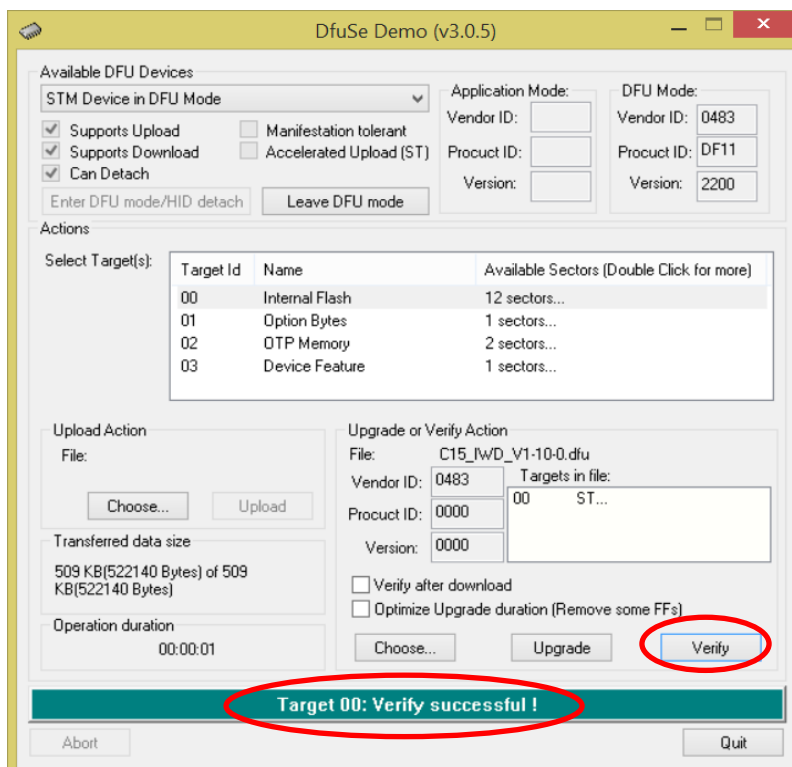 DfuSe Demo (v3.0.5)
Available DFU Devices
STM Device in DFU Mode
Supports Upload
Manifestation tolerant
Supports Download
Accelerated Upload (ST)
Can Detach
Enter DFU mode/HID detach
Leave DFU mode
Application Mode:
Vendor ID:
Procuct ID:
Version:
DFU Mode:
Vendor ID: 0483
Procuct ID: DF11
Version: 2200
Actions
Select Target(s):
Target Id Name Available Sectors (Double Click for more)
00 Internal Flash 12 sectors...
01 Option Bytes 1 sectors...
02 OTP Memory 2 sectors...
03 Device Feature 1 sectors...
Upload Action
File:
Choose...
Upload
Transferred data size
509 KB(522140 Bytes) of 509
KB(522140 Bytes)
Operation duration
00:00:01
Upgrade or Verify Action
File: C15_IWD_V1-10-0.dfu
Vendor ID: 0483
Procuct ID: 0000
Version: 0000
Targets in file:
00 ST...
Verify after download
Optimize Upgrade duration (Remove some FFs)
Choose...
Upgrade
Verify
Target 00: Verify successful !
Abort
Quit